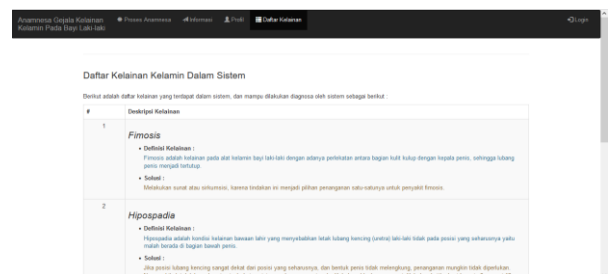 Anamnesa Gejala Kelainan
Kelamin Pada Bayi Laki-laki
Proses Anamnesa
Informasi
Profil
Daftar Kelainan
Login
Daftar Kelainan Kelamin Dalam Sistem
Berikut adalah daftar kelainan yang terdapat dalam sistem, dan mampu dilakukan diagnosa oleh sistem sebagai berikut :
# Deskripsi Kelainan
1
Fimosis
• Definisi Kelainan :
Fimosis adalah kelainan pada alat kelamin bayi laki-laki dengan adanya perlekatan antara bagian kulit kulup dengan kepala penis, sehingga lubang
penis menjadi tertutup.
• Solusi :
Melakukan sunat atau sirkumsisi, karena tindakan ini menjadi pilihan penanganan satu-satunya untuk penyakit fimosis.
2
Hipospadia
• Definisi Kelainan :
Hipospadia adalah kondisi kelainan bawaan lahir yang menyebabkan letak lubang kencing (uretra) laki-laki tidak pada posisi yang seharusnya yaitu
malah berada di bagian bawah penis.
• Solusi :
Jika posisi lubang kencing sangat dekat dari posisi yang seharusnya, dan bentuk penis tidak melengkung, penanganan mungkin tidak diperlukan.